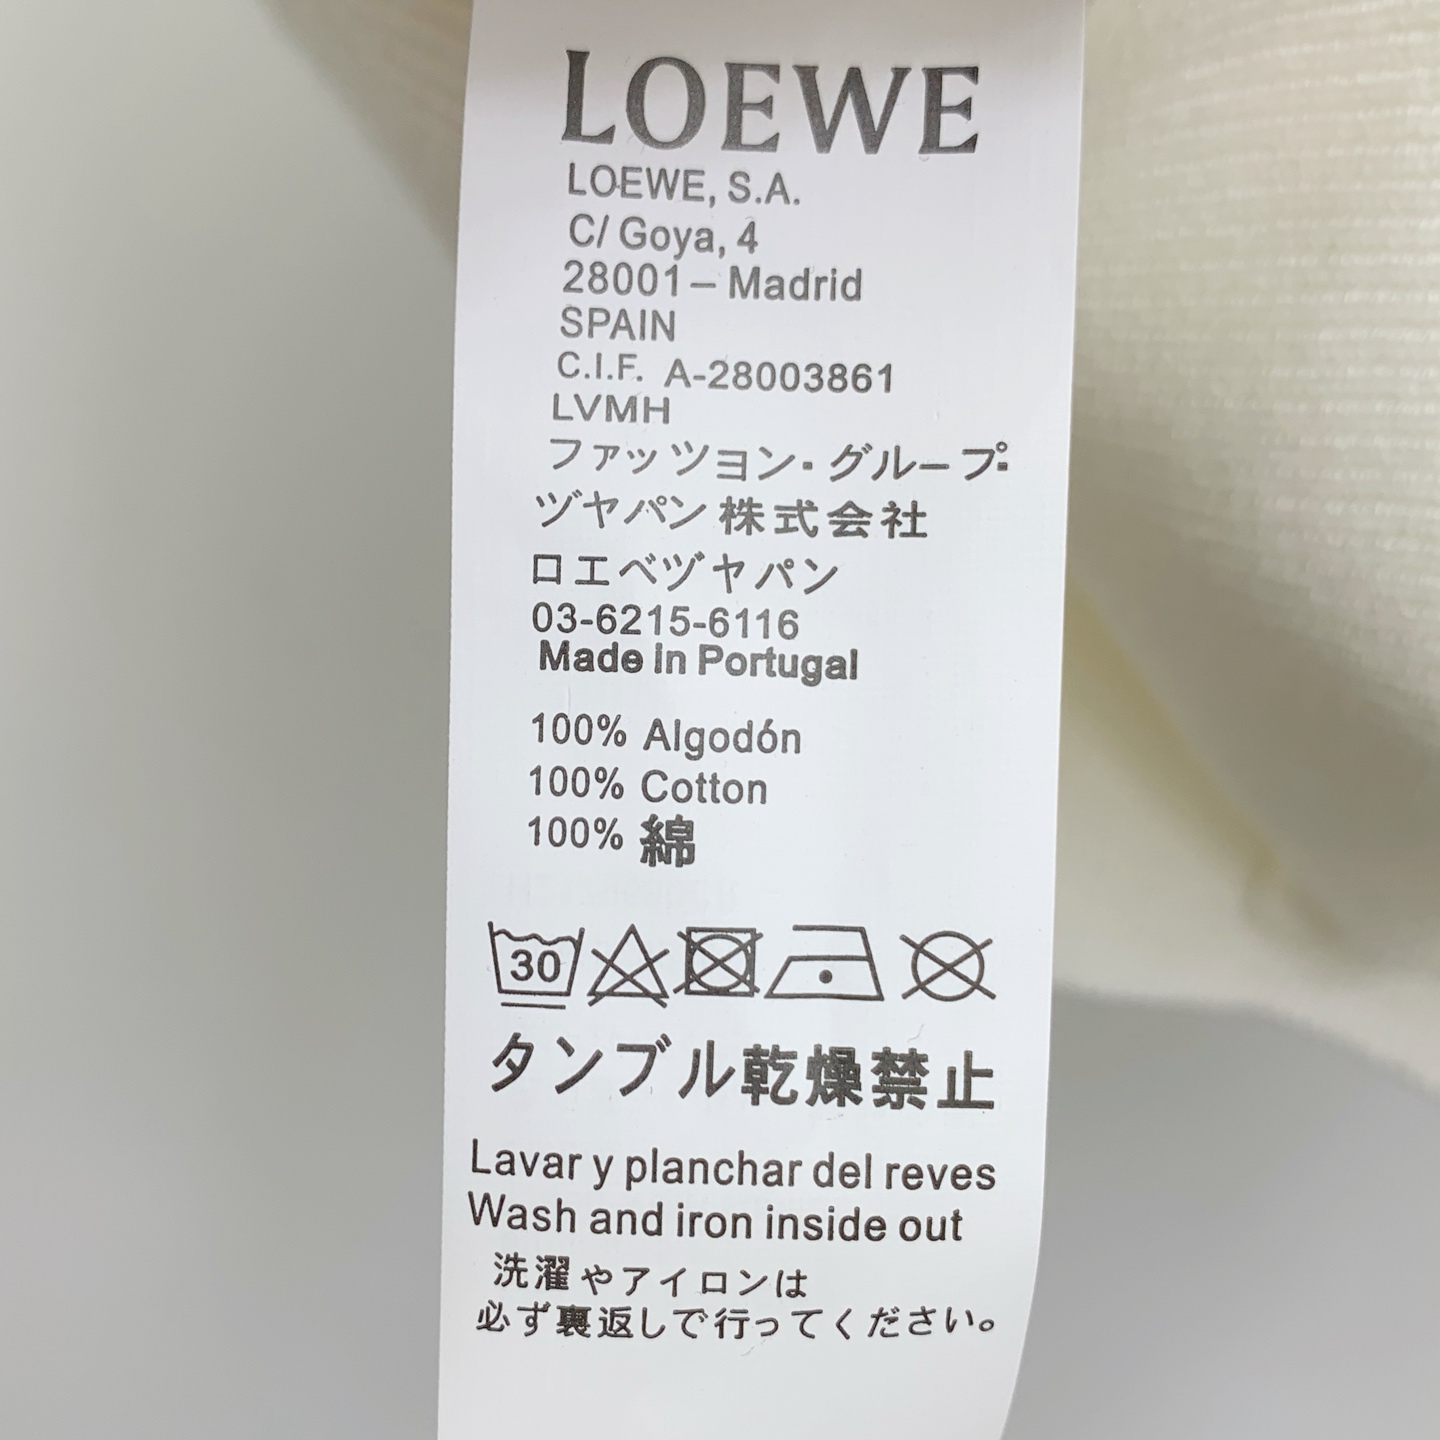 LOEWE
LOEWE, S.A.
C/ Goya, 4
28001 – Madrid
SPAIN
C.I.F. A-28003861
LVMH
ファッツョン・グループ・
ヅヤパン株式会社
ロエベヅヤパン
03-6215-6116
Made in Portugal
100% Algodón
100% Cotton
100% 綿
30
タンブル乾燥禁止
Lavar y planchar del reves
Wash and iron inside out
洗濯やアイロンは
必ず裏返しで行ってください。